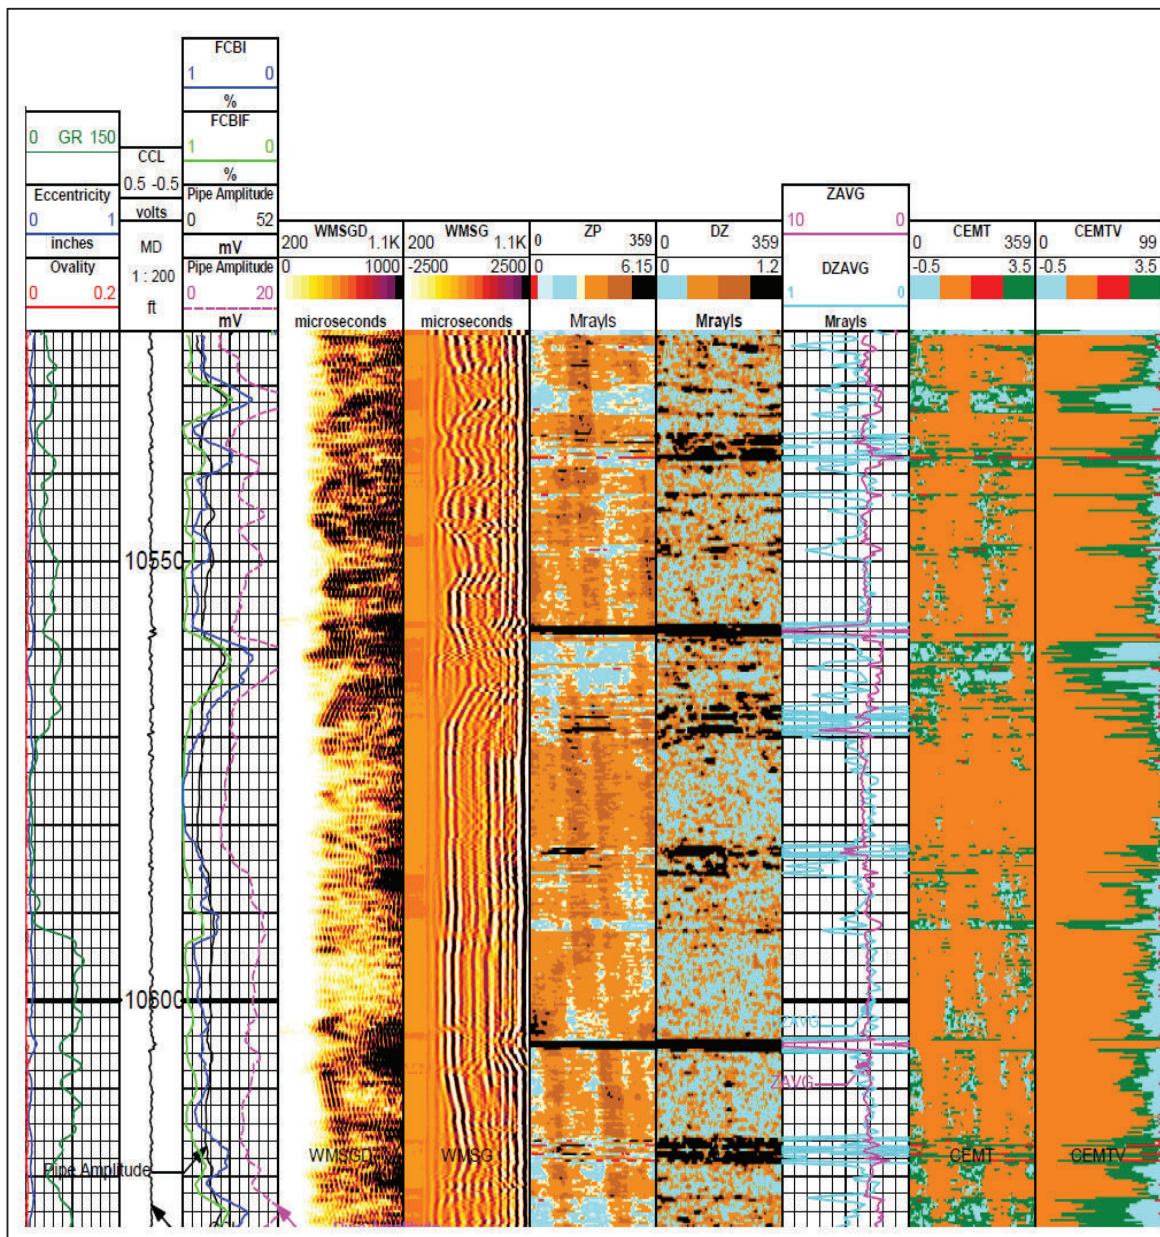 FCBI
1 0
%
FCBIF
1 0
%
0 GR 150
CCL
0.5 -0.5
volts
Eccentricity
0 1
inches
Ovality
0 0.2
MD
1 : 200
ft
Pipe Amplitude
0 52
mV
Pipe Amplitude
0 20
mV
WMSGD
200 1.1K
0 1000
microseconds
WMSG
200 1.1K
-2500 2500
microseconds
ZP
0 359
0 6.15
Mrayls
DZ
0 359
0 1.2
Mrayls
ZAVG
10 0
DZAVG
1 0
Mrayls
CEMT
0 359
-0.5 3.5
CEMTV
0 99
-0.5 3.5
10550
10600
ZAVG
ZAVG
Pipe Amplitude
WMSGD
WMSG
CEMT
CEMTV